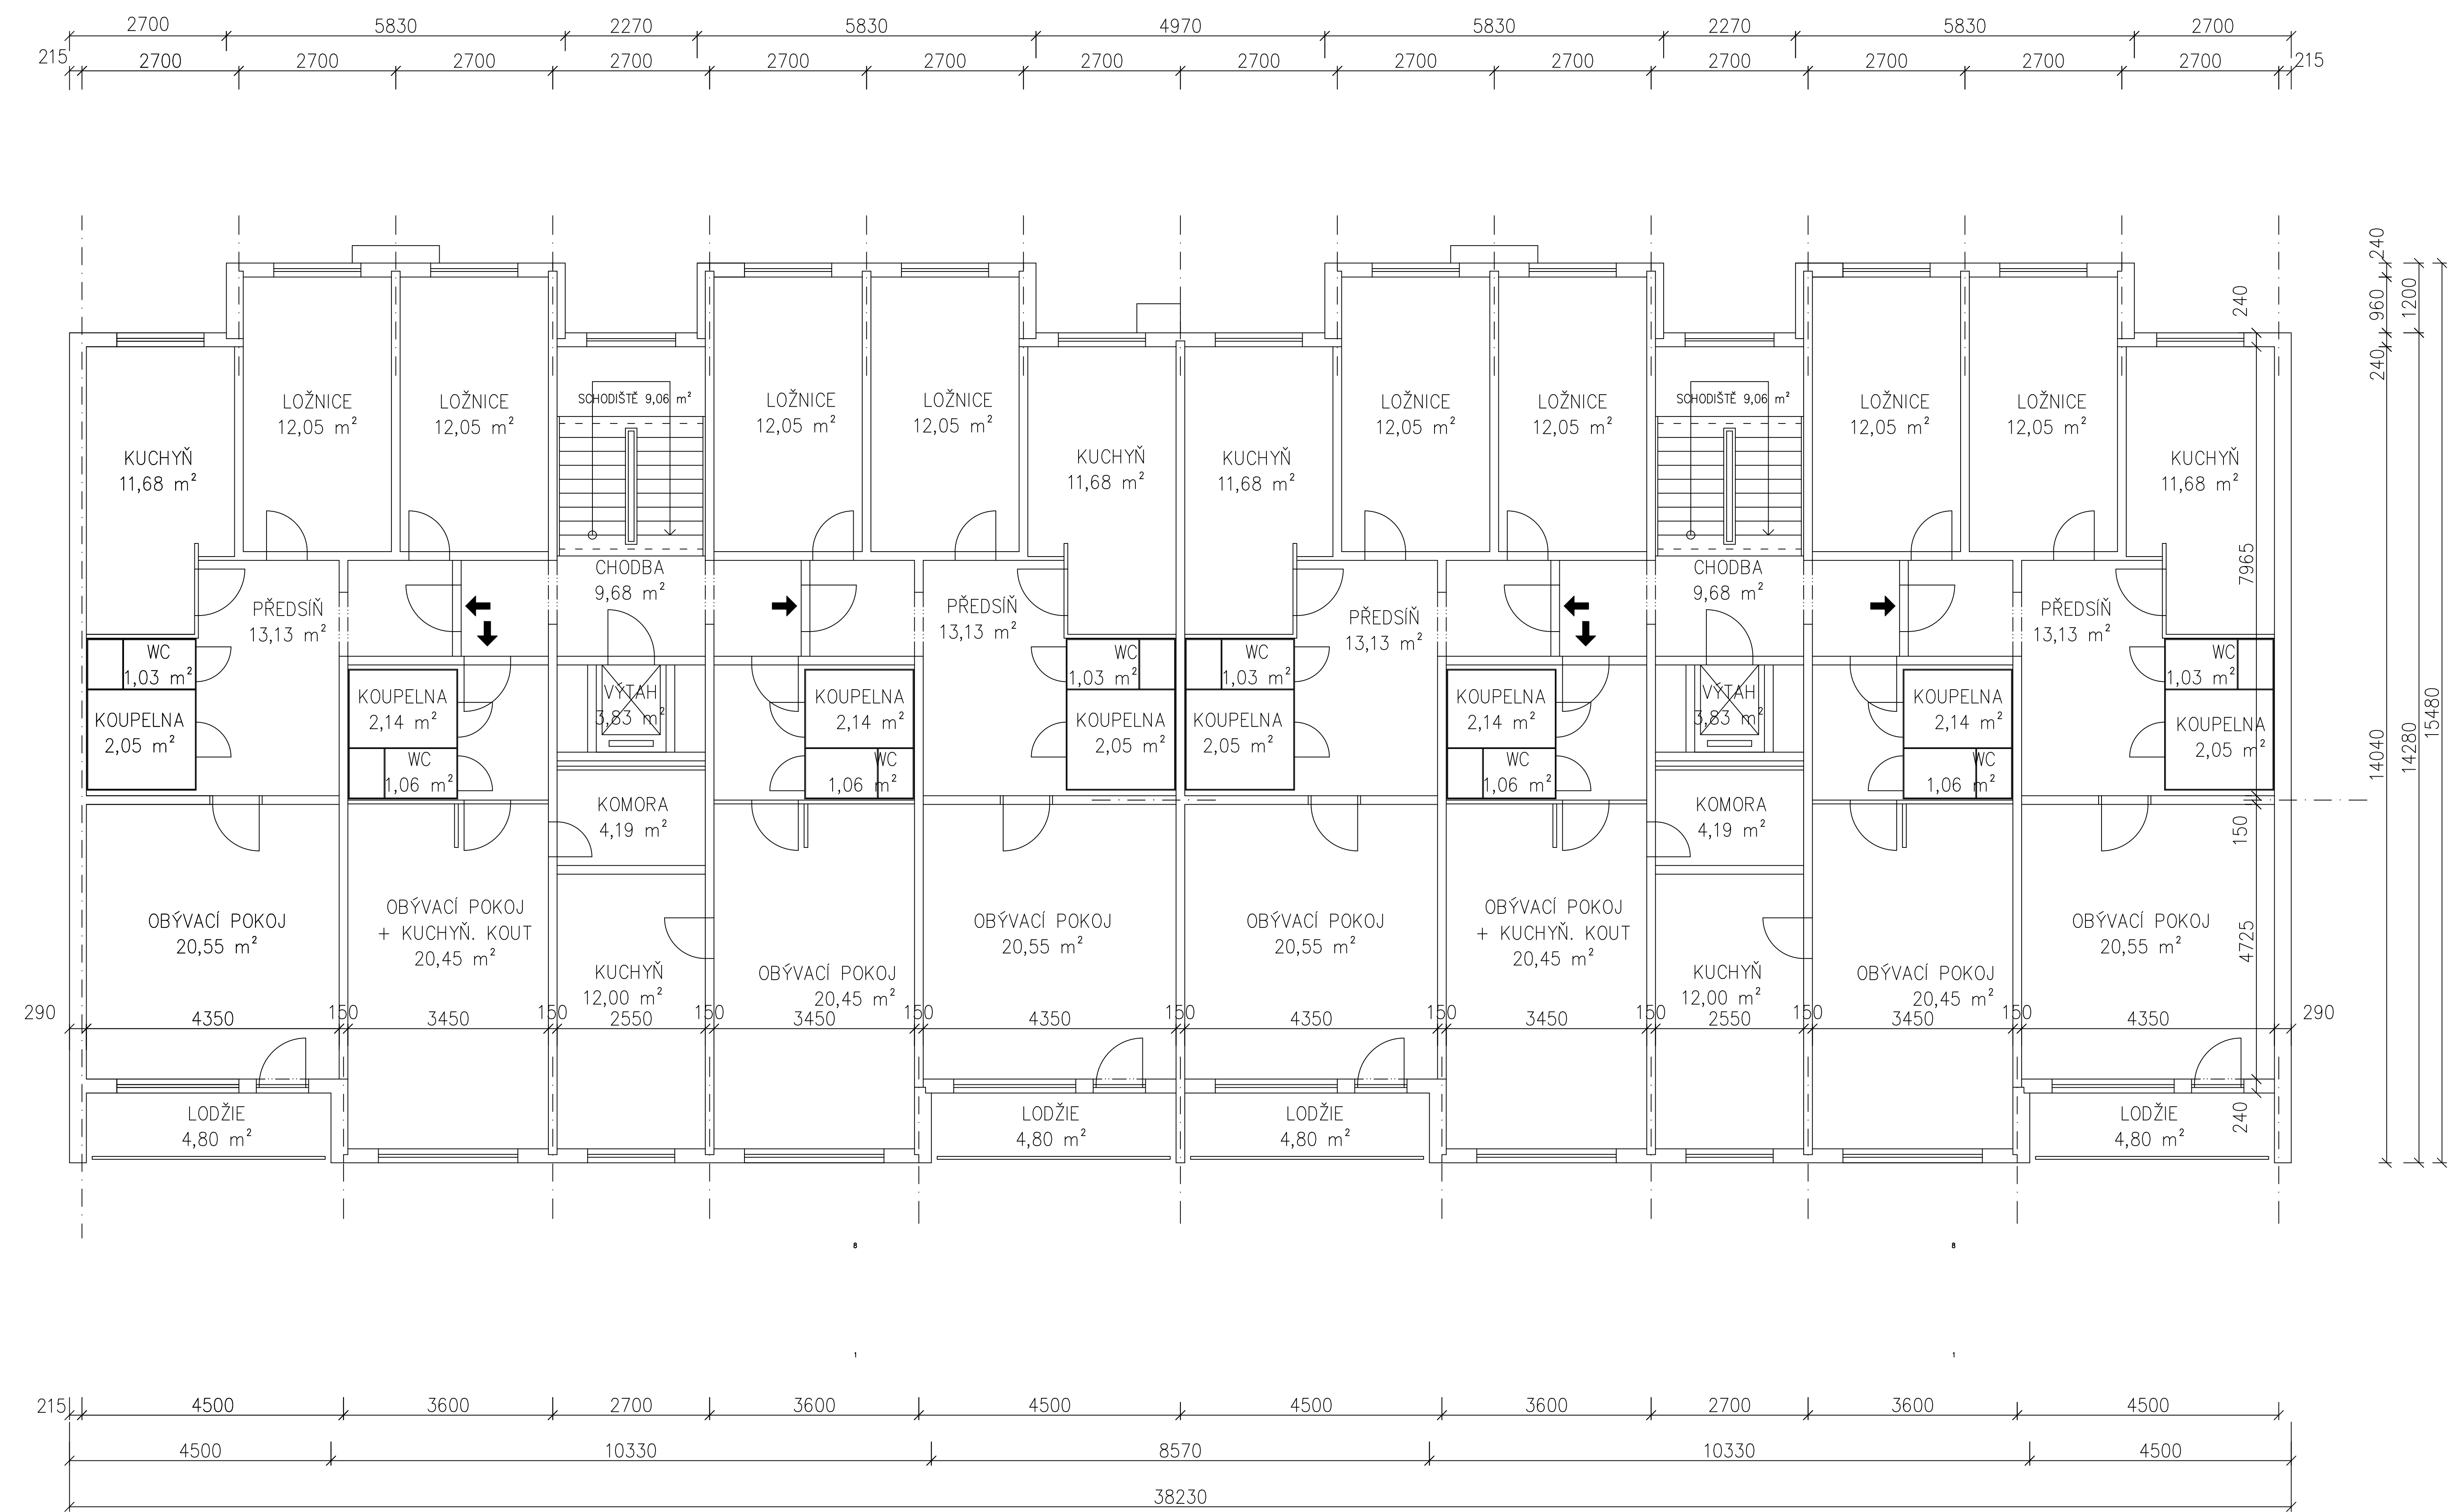 2700 5830 2270 5830 4970 5830 2270 5830 2700
215 2700 2700 2700 2700 2700 2700 2700 2700 2700 2700 2700 2700 2700 2700 215
240 960 240 14040
1200 14280
15480
240 7965 150 4725 240
LOŽNICE
12,05 m²
LOŽNICE
12,05 m²
SCHODIŠTĚ 9,06 m²
LOŽNICE
12,05 m²
LOŽNICE
12,05 m²
LOŽNICE
12,05 m²
LOŽNICE
12,05 m²
SCHODIŠTĚ 9,06 m²
LOŽNICE
12,05 m²
LOŽNICE
12,05 m²
KUCHYŇ
11,68 m²
KUCHYŇ
11,68 m²
KUCHYŇ
11,68 m²
KUCHYŇ
11,68 m²
PŘEDSÍŇ
13,13 m²
CHODBA
9,68 m²
PŘEDSÍŇ
13,13 m²
PŘEDSÍŇ
13,13 m²
CHODBA
9,68 m²
PŘEDSÍŇ
13,13 m²
WC
1,03 m²
KOUPELNA
2,05 m²
KOUPELNA
2,14 m²
WC
1,06 m²
VÝTAH
3,83 m²
KOUPELNA
2,14 m²
WC
1,06 m²
WC
1,03 m²
KOUPELNA
2,05 m²
WC
1,03 m²
KOUPELNA
2,05 m²
KOUPELNA
2,14 m²
WC
1,06 m²
VÝTAH
3,83 m²
KOUPELNA
2,14 m²
WC
1,06 m²
WC
1,03 m²
KOUPELNA
2,05 m²
KOMORA
4,19 m²
KOMORA
4,19 m²
OBÝVACÍ POKOJ
20,55 m²
OBÝVACÍ POKOJ
+ KUCHYŇ. KOUT
20,45 m²
KUCHYŇ
12,00 m²
OBÝVACÍ POKOJ
20,45 m²
OBÝVACÍ POKOJ
20,55 m²
OBÝVACÍ POKOJ
20,55 m²
OBÝVACÍ POKOJ
+ KUCHYŇ. KOUT
20,45 m²
KUCHYŇ
12,00 m²
OBÝVACÍ POKOJ
20,45 m²
OBÝVACÍ POKOJ
20,55 m²
290 4350 150 3450 150 2550 150 3450 150 4350 150 4350 150 3450 150 2550 150 3450 150 4350 290
LODŽIE
4,80 m²
LODŽIE
4,80 m²
LODŽIE
4,80 m²
LODŽIE
4,80 m²
8 8
1 1
215 4500 3600 2700 3600 4500 4500 3600 2700 3600 4500
4500 10330 8570 10330 4500
38230